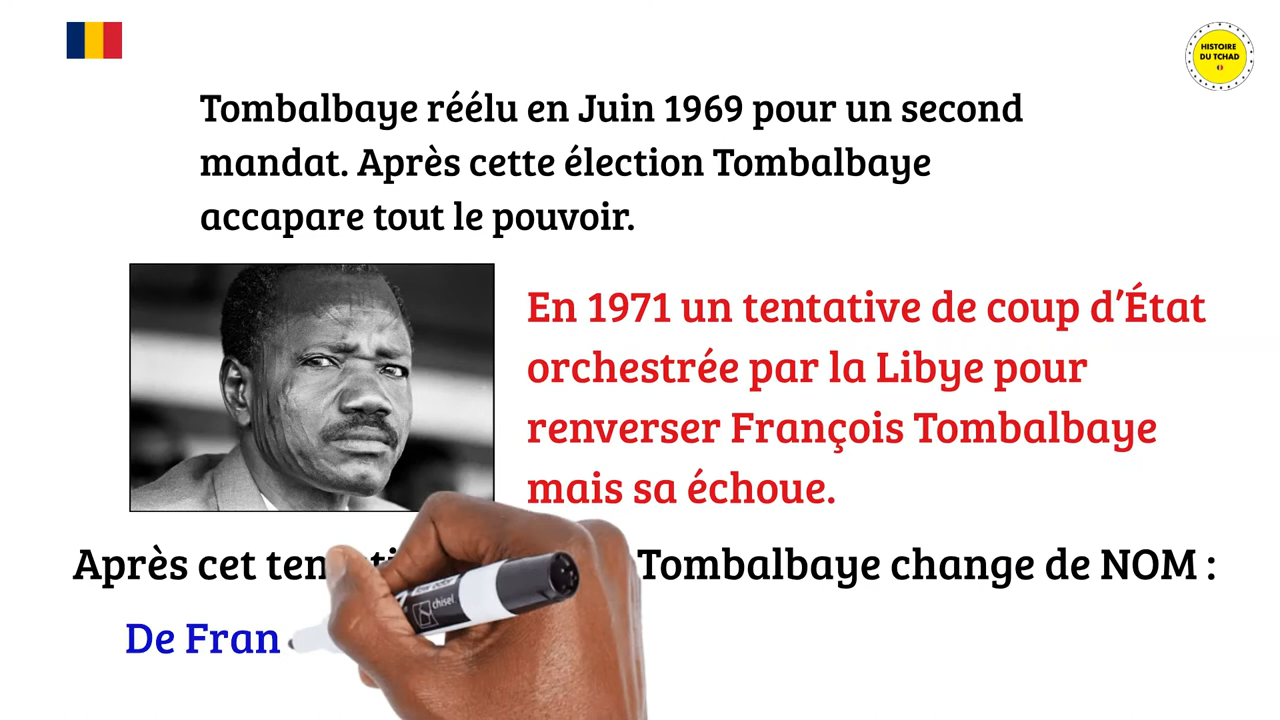 HISTOIRE
DU TCHAD
Tombalbaye réélu en Juin 1969 pour un second
mandat. Après cette élection Tombalbaye
accapare tout le pouvoir.
En 1971 un tentative de coup d'État
orchestrée par la Libye pour
renverser François Tombalbaye
mais sa échoue.
Après cet Tombalbaye change de NOM :
De Fran
chisel